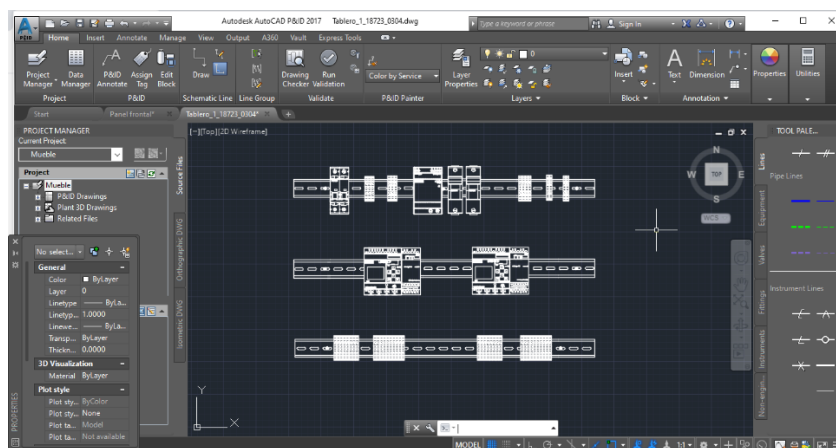 Autodesk AutoCAD P&ID 2017 Tablero_1_18723_0304.dwg
Type a keyword or phrase
Sign In
P&ID
Home Insert Annotate Manage View Output A360 Vault Express Tools
Project Manager
Data Manager
P&ID Annotate
Assign Tag
Edit Block
Draw
Drawing Checker
Run Validation
Color by Service
Layer Properties
0
Insert
Text
Dimension
Properties
Utilities
Project P&ID Schematic Line Line Group Validate P&ID Painter Layers Block Annotation
Start Panel frontal* Tablero_1_18723_0304*
PROJECT MANAGER
Current Project:
Mueble
Project
Mueble
P&ID Drawings
Plant 3D Drawings
Related Files
Source Files
Orthographic DWG
Isometric DWG
[−][Top][2D Wireframe]
N
W TOP E
S
WCS
TOOL PALE...
Lines
Pipe Lines
Equipment
Valves
Fittings
Instrument Lines
Instruments
Non-engin...
No select...
General
Color ByLayer
Layer 0
Linetype ByLa...
Linetyp... 1.0000
Linewe... ByLa...
Transp... ByLayer
Thickn... 0.0000
3D Visualization
Material ByLayer
Plot style
Plot sty... ByColor
Plot sty... None
Plot ta... Model
Plot ta... Not available
PROPERTIES
Y
X
MODEL
1:1